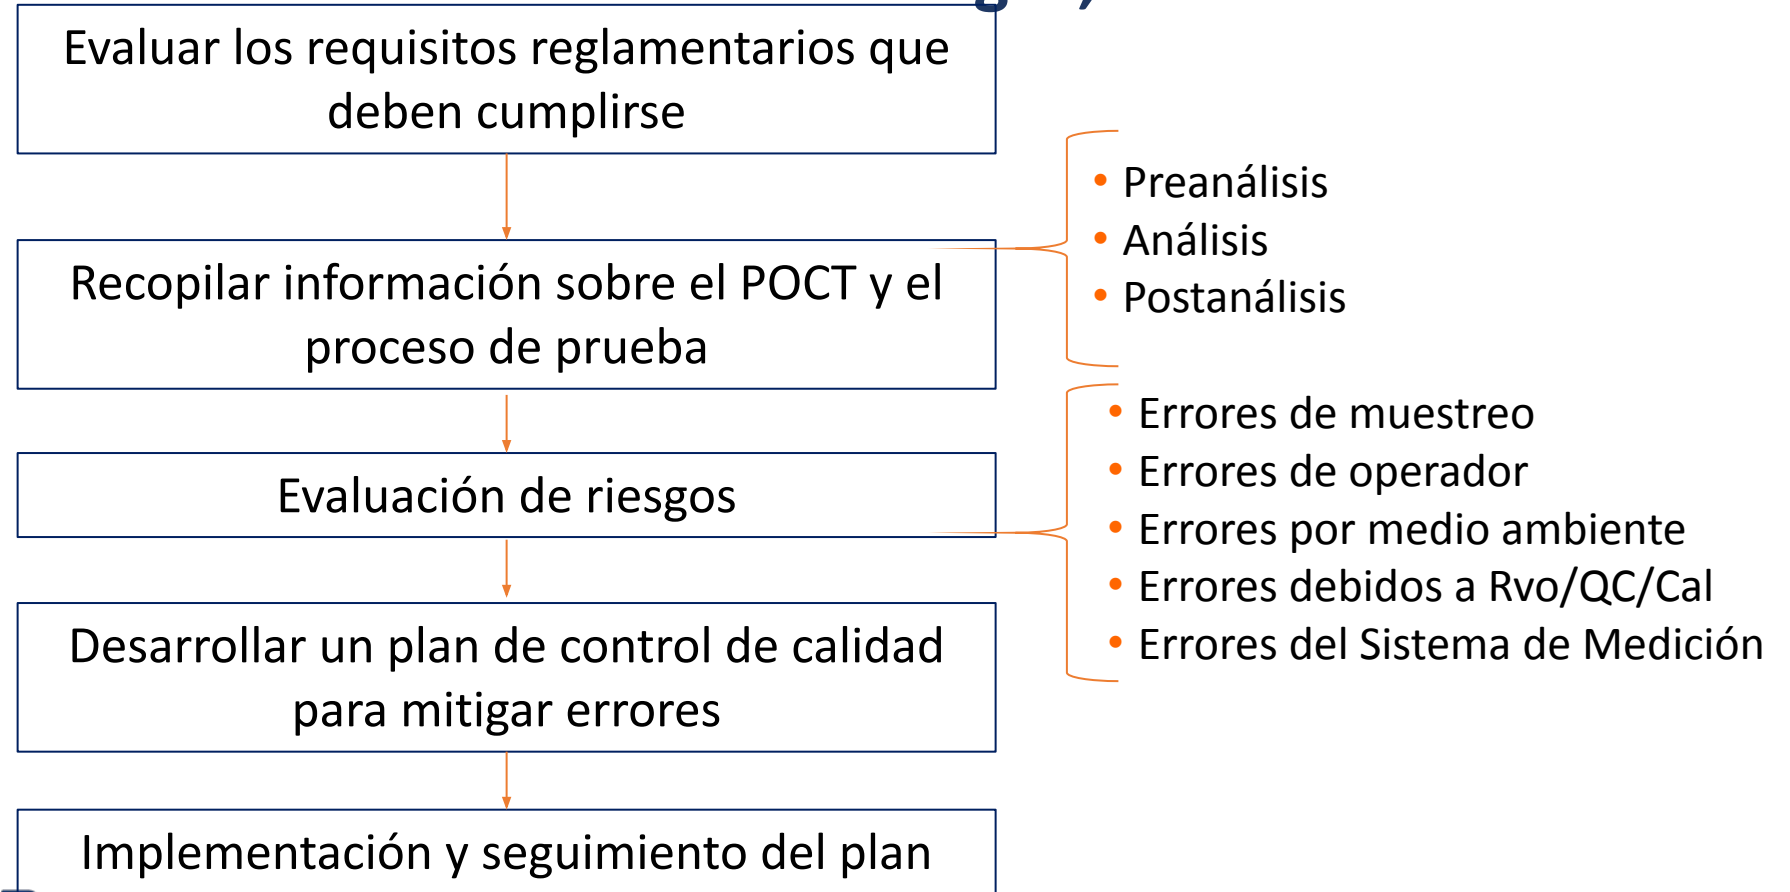 Evaluar los requisitos reglamentarios que
deben cumplirse
Recopilar información sobre el POCT y el
proceso de prueba
• Preanálisis
• Análisis
• Postanálisis
Evaluación de riesgos
• Errores de muestreo
• Errores de operador
• Errores por medio ambiente
• Errores debidos a Rvo/QC/Cal
• Errores del Sistema de Medición
Desarrollar un plan de control de calidad
para mitigar errores
Implementación y seguimiento del plan